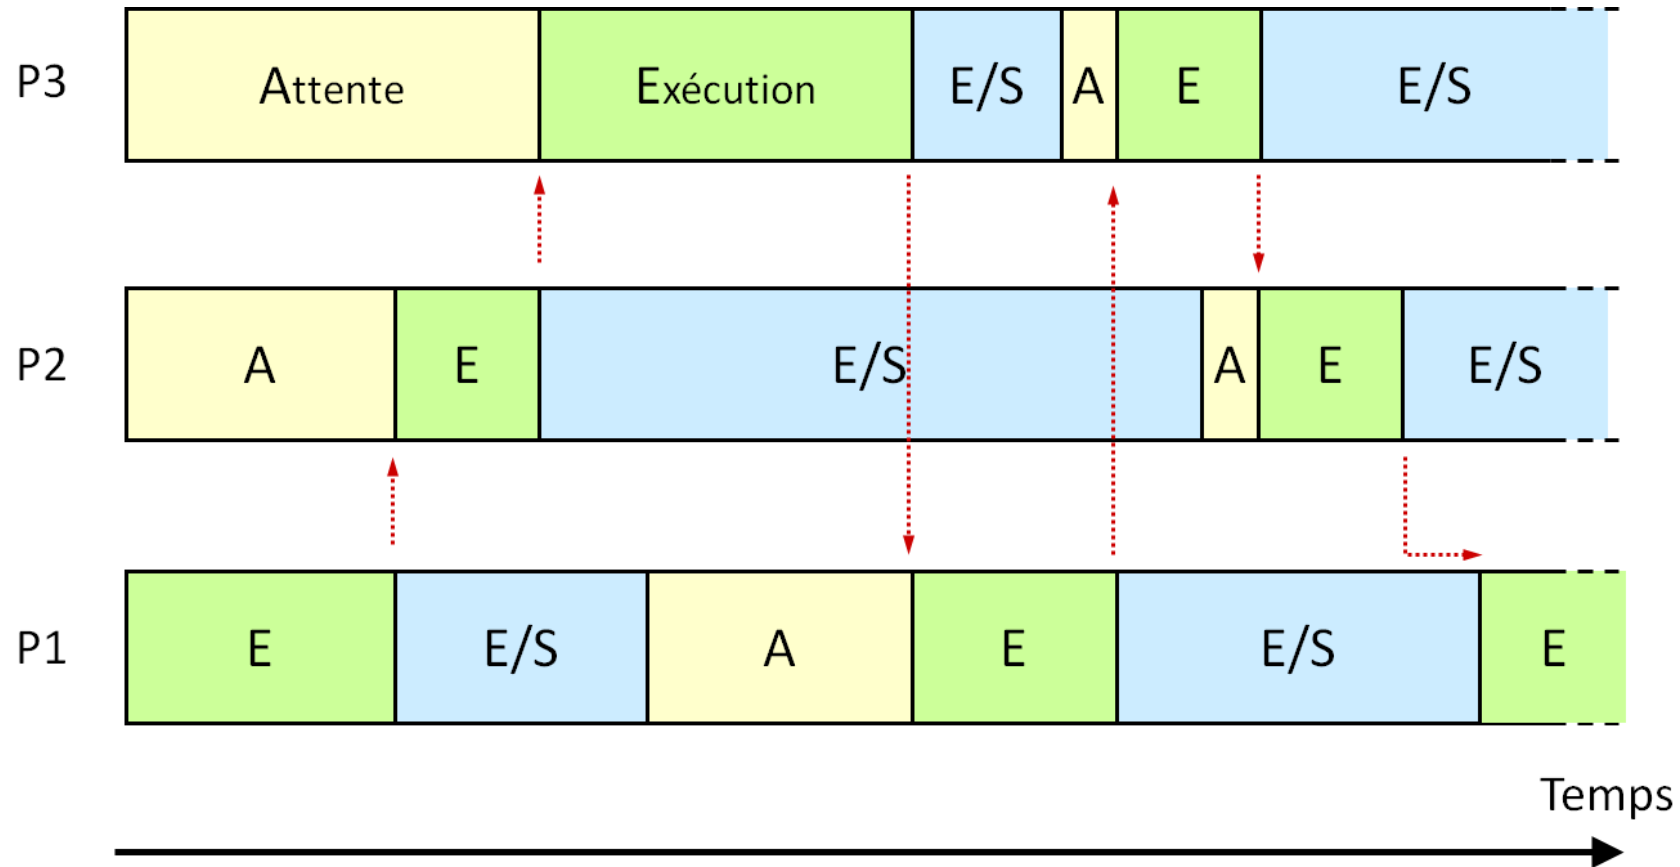 P3 Attente Exécution E/S A E E/S
P2 A E E/S A E E/S
P1 E E/S A E E/S E
Temps